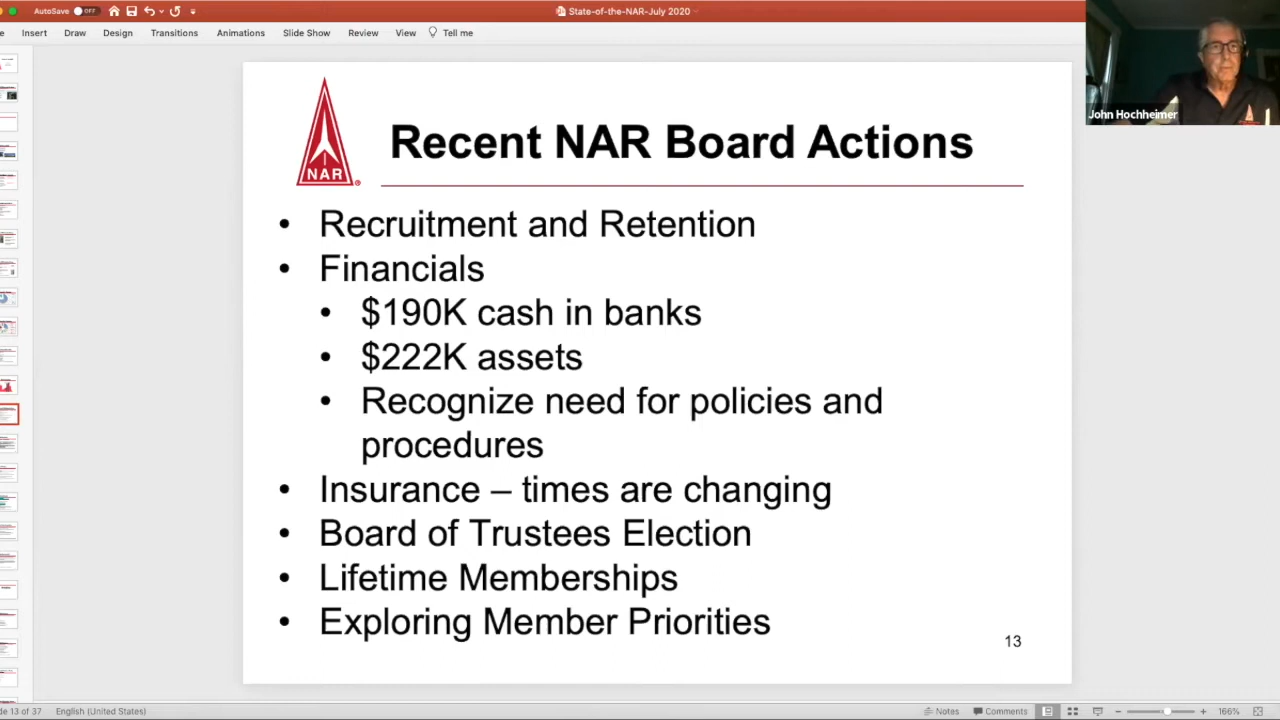 AutoSave OFF State-of-the-NAR-July 2020
Insert Draw Design Transitions Animations Slide Show Review View Tell me
John Hochheimer
NAR ®
Recent NAR Board Actions
• Recruitment and Retention
• Financials
• $190K cash in banks
• $222K assets
• Recognize need for policies and
procedures
• Insurance – times are changing
• Board of Trustees Election
• Lifetime Memberships
• Exploring Member Priorities
13
de 13 of 37 English (United States) Notes Comments 166%